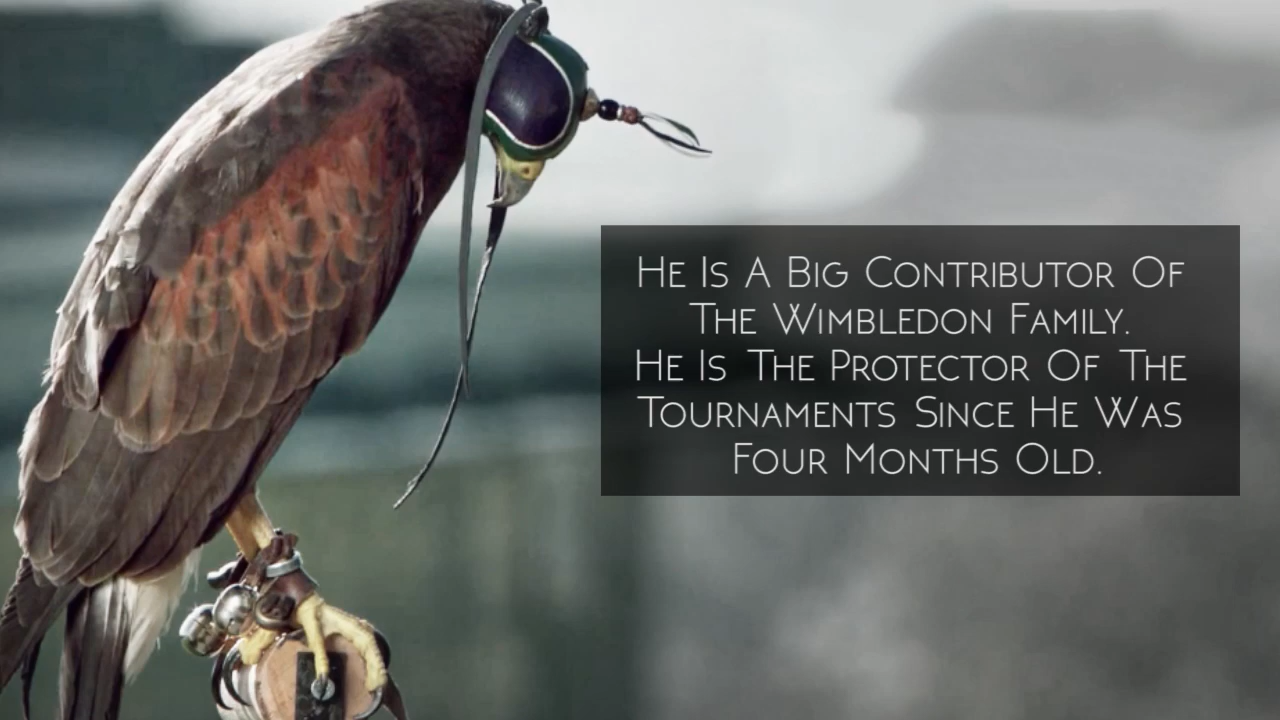 He Is A Big Contributor Of
The Wimbledon Family.
He Is The Protector Of The
Tournaments Since He Was
Four Months Old.